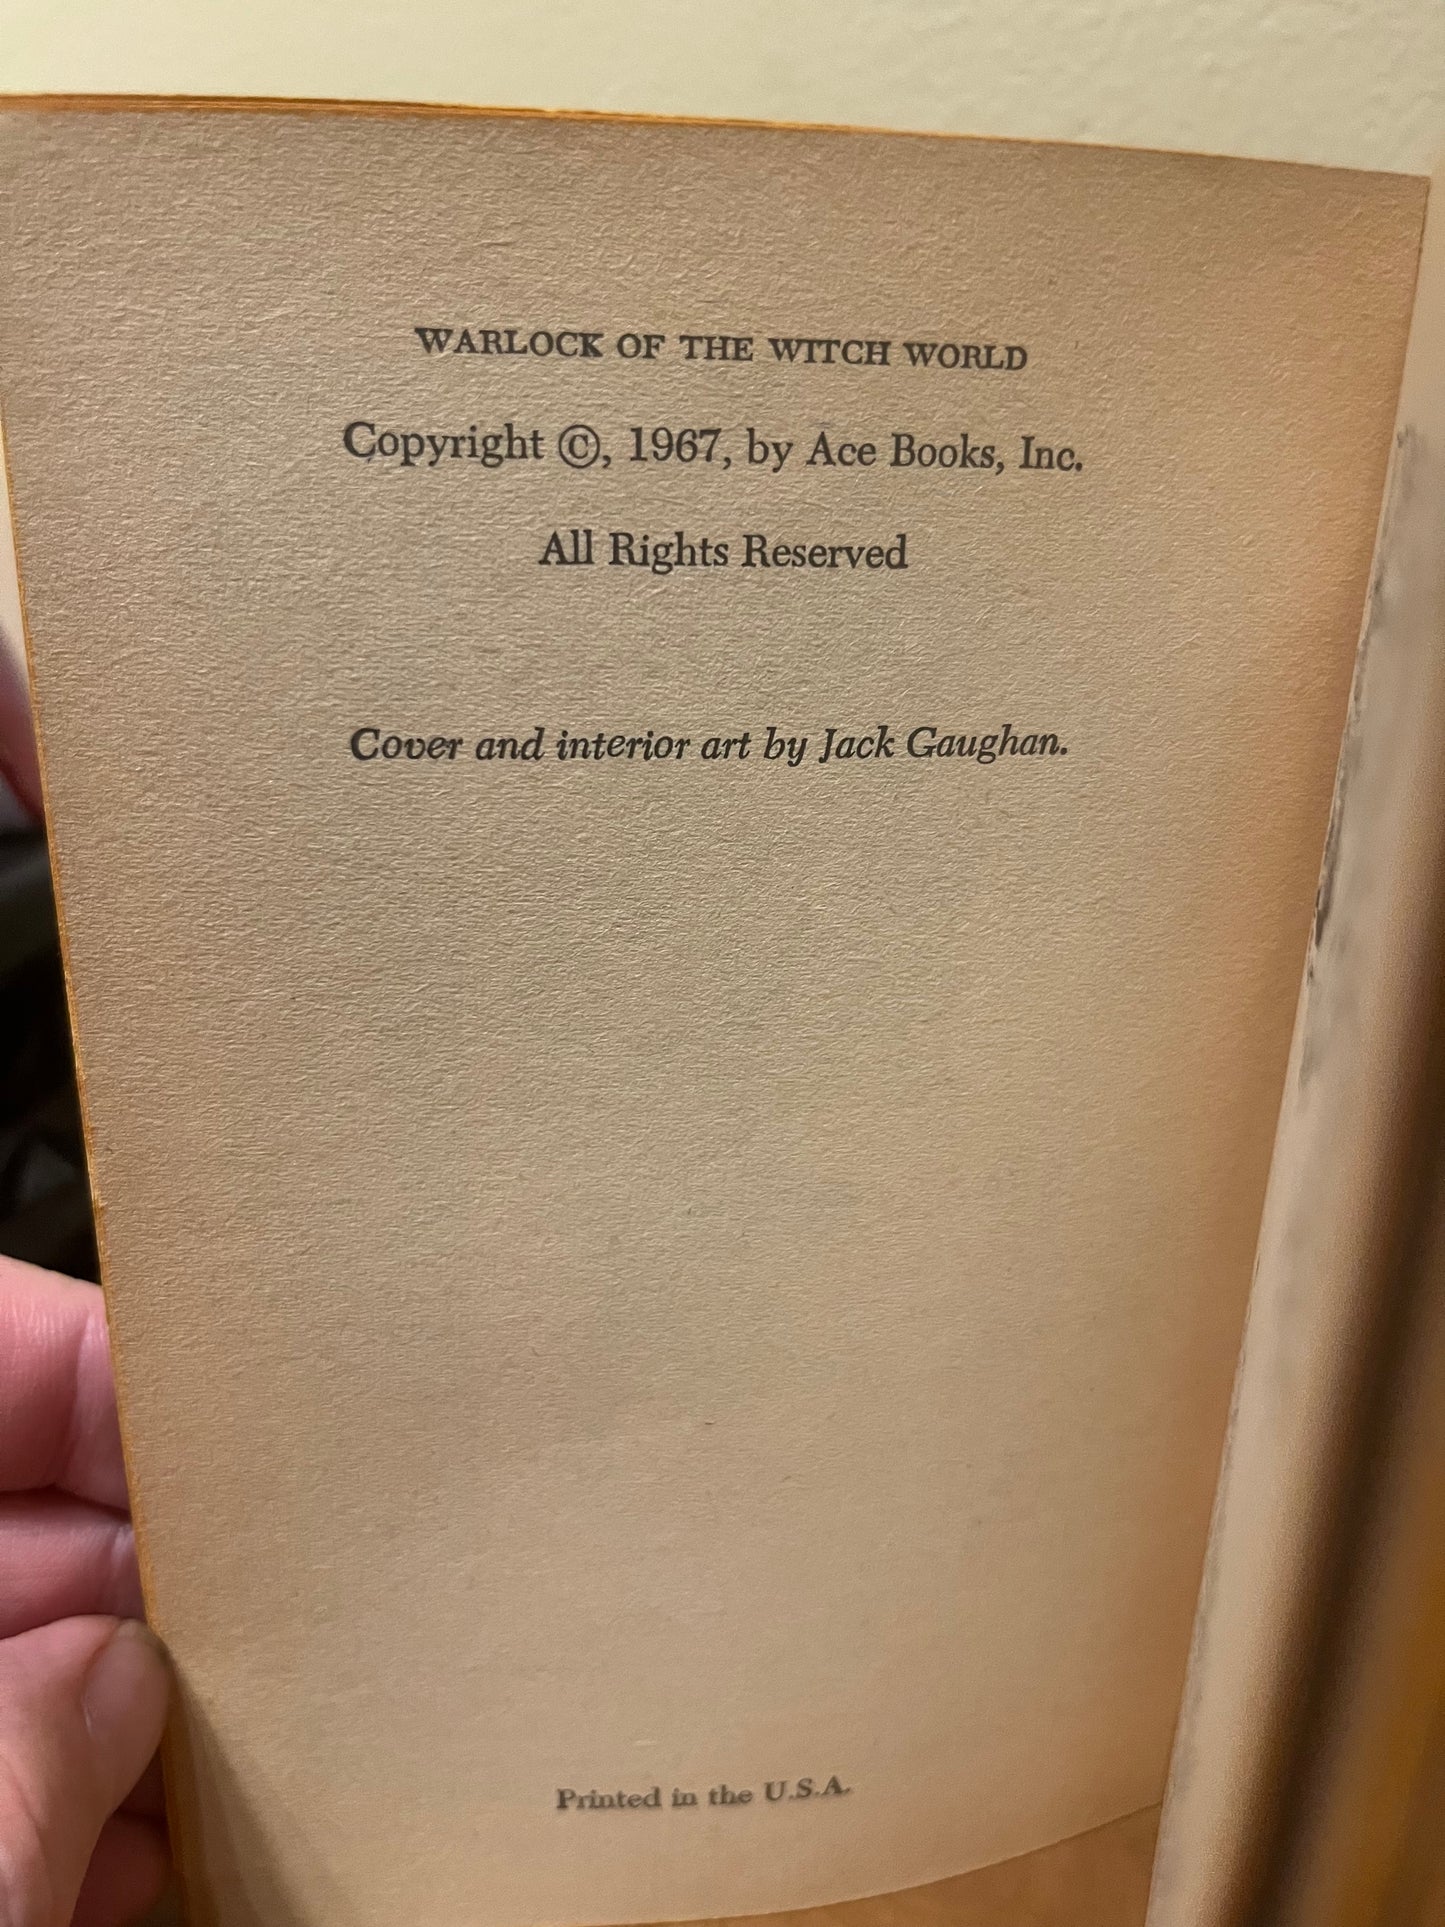 WARLOCK OF THE WITCH WORLD
Copyright ©, 1967, by Ace Books, Inc.
All Rights Reserved
Cover and interior art by Jack Gaughan.
Printed in the U.S.A.